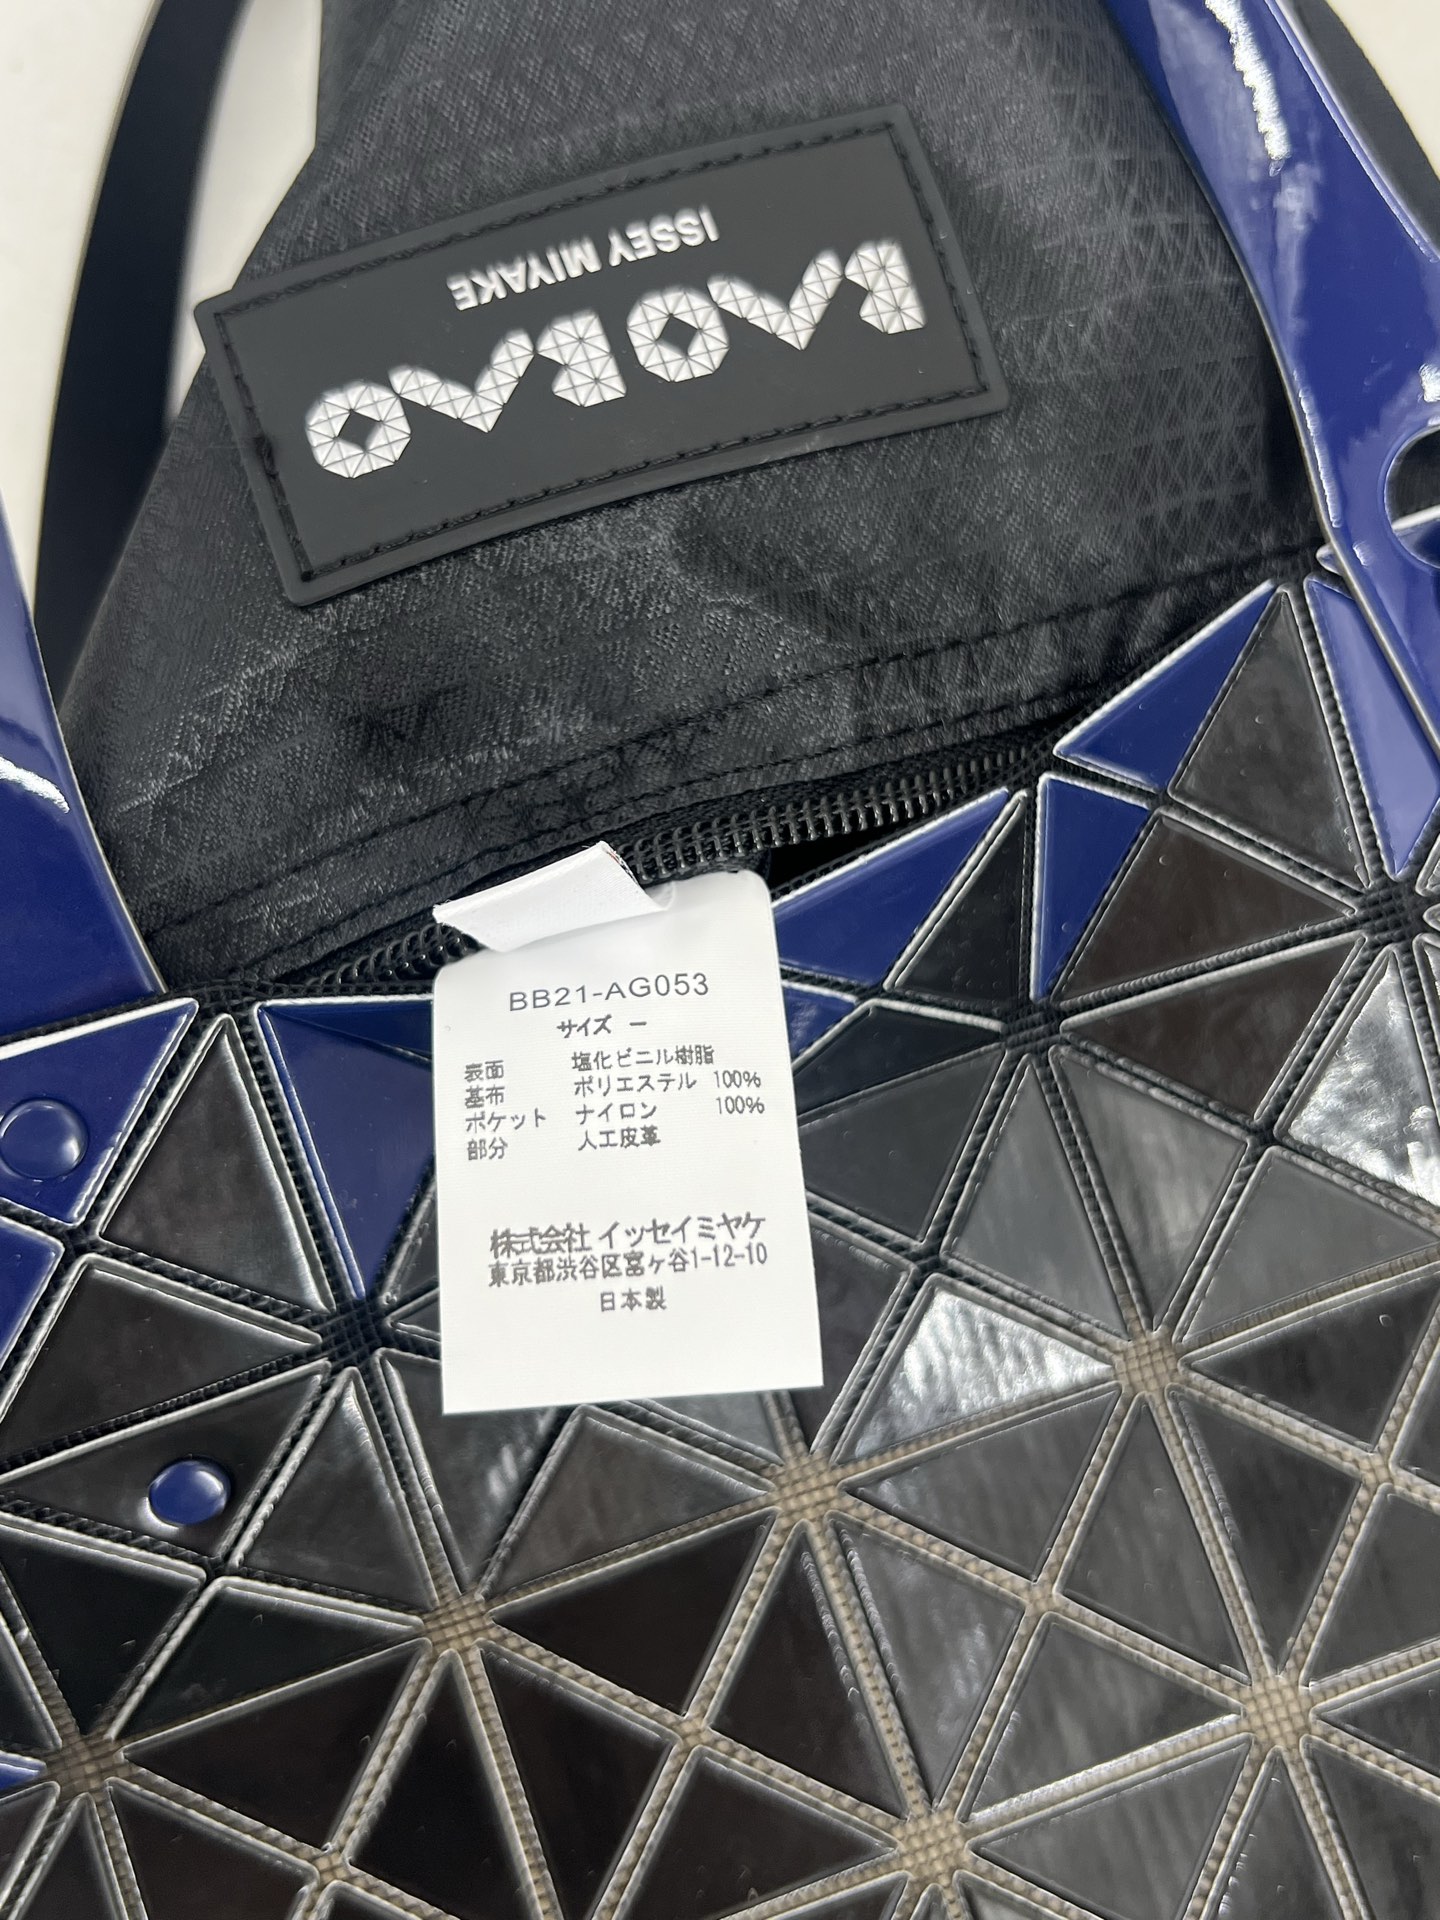 BAOBAO
ISSEY MIYAKE
BB21-AG053
サイズ ー
表面 塩化ビニル樹脂
基布 ポリエステル 100%
ポケット ナイロン 100%
部分 人工皮革
株式会社 イッセイミヤケ
東京都渋谷区富ヶ谷1-12-10
日本製